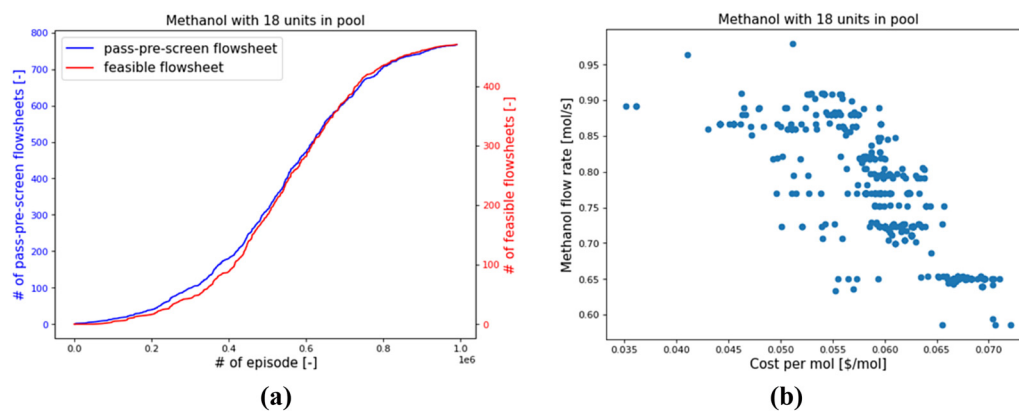 Methanol with 18 units in pool
pass-pre-screen flowsheet
feasible flowsheet
# of pass-pre-screen flowsheets [-]
800
700
600
500
400
300
200
100
0
# of feasible flowsheets [-]
400
300
200
100
0
0.0 0.2 0.4 0.6 0.8 1.0
1e6
# of episode [-]
(a)
Methanol with 18 units in pool
Methanol flow rate [mol/s]
0.95
0.90
0.85
0.80
0.75
0.70
0.65
0.60
0.035 0.040 0.045 0.050 0.055 0.060 0.065 0.070
Cost per mol [$/mol]
(b)